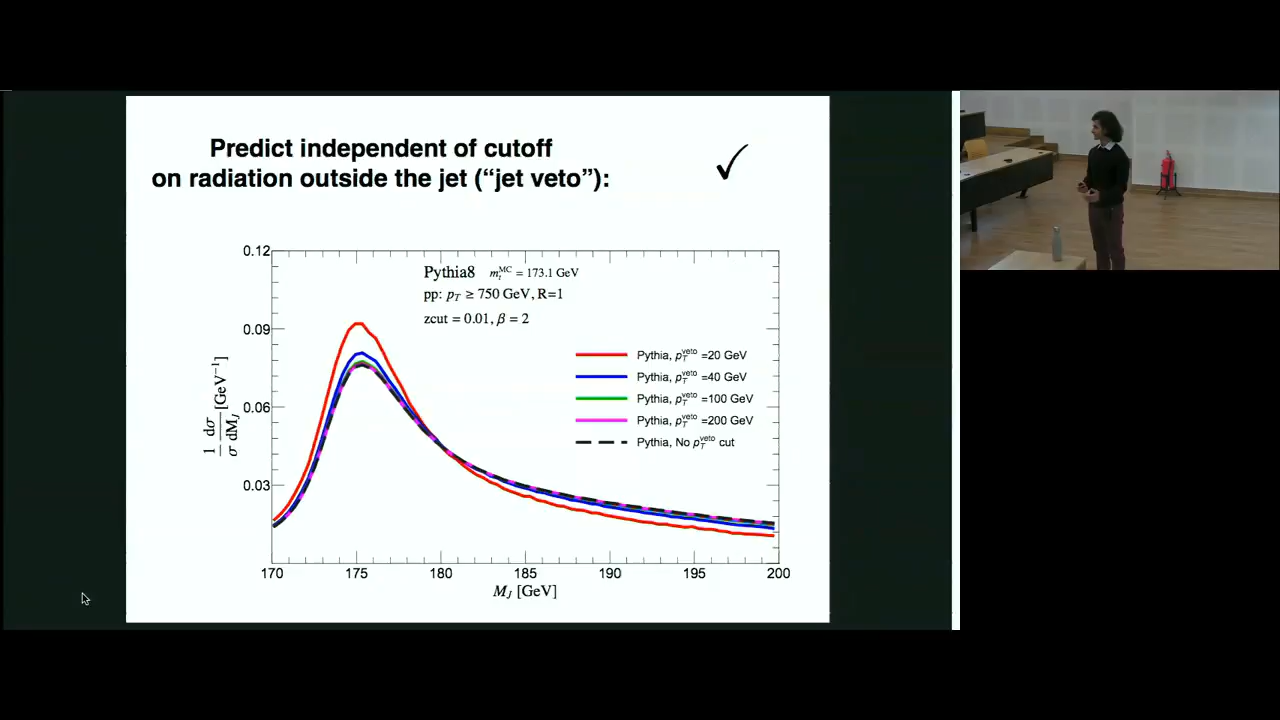 Predict independent of cutoff
on radiation outside the jet (“jet veto”):
✓
0.12
0.09
0.06
0.03
1/σ dσ/dM_J [GeV⁻¹]
Pythia8 m_t^MC = 173.1 GeV
pp: p_T ≥ 750 GeV, R=1
zcut = 0.01, β = 2
Pythia, p_T^veto =20 GeV
Pythia, p_T^veto =40 GeV
Pythia, p_T^veto =100 GeV
Pythia, p_T^veto =200 GeV
Pythia, No p_T^veto cut
170 175 180 185 190 195 200
M_J [GeV]